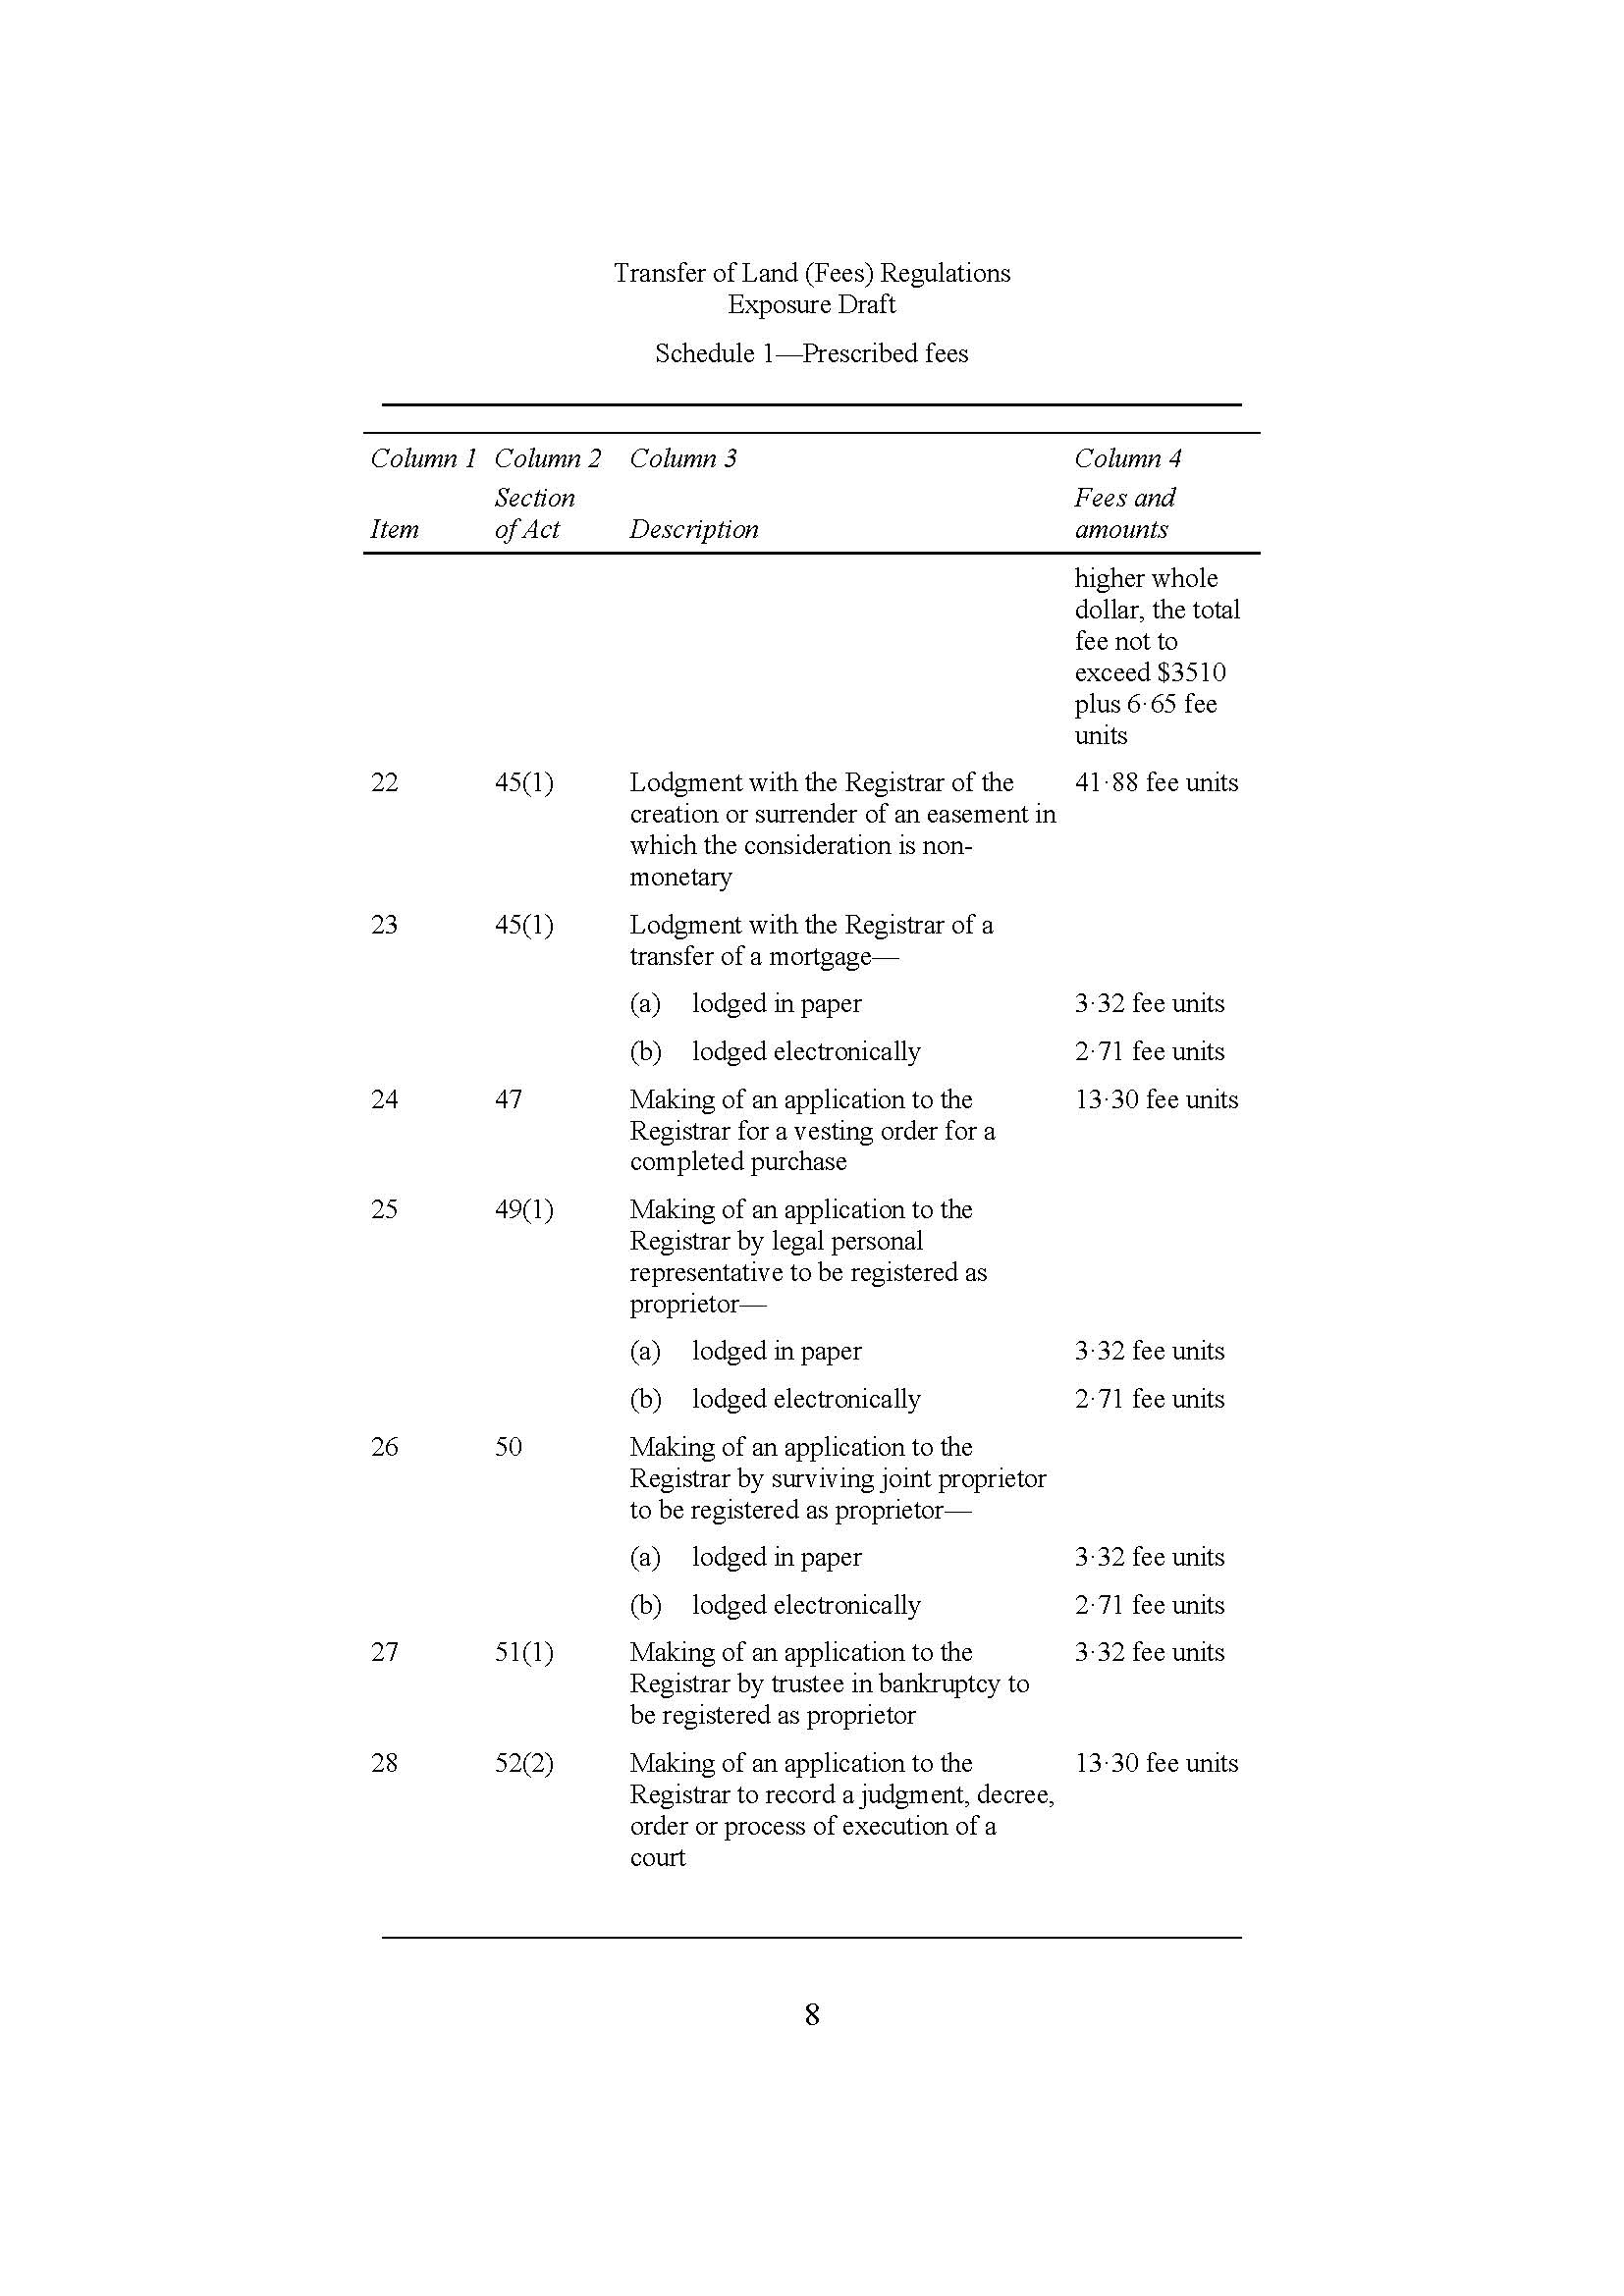 Transfer of Land (Fees) Regulations
Exposure Draft
Schedule 1—Prescribed fees
Column 1 Column 2 Column 3 Column 4
Section Fees and
Item of Act Description amounts
higher whole
dollar, the total
fee not to
exceed $3510
plus 6·65 fee
units
22 45(1) Lodgment with the Registrar of the 41·88 fee units
creation or surrender of an easement in
which the consideration is non-
monetary
23 45(1) Lodgment with the Registrar of a
transfer of a mortgage—
(a) lodged in paper 3·32 fee units
(b) lodged electronically 2·71 fee units
24 47 Making of an application to the 13·30 fee units
Registrar for a vesting order for a
completed purchase
25 49(1) Making of an application to the
Registrar by legal personal
representative to be registered as
proprietor—
(a) lodged in paper 3·32 fee units
(b) lodged electronically 2·71 fee units
26 50 Making of an application to the
Registrar by surviving joint proprietor
to be registered as proprietor—
(a) lodged in paper 3·32 fee units
(b) lodged electronically 2·71 fee units
27 51(1) Making of an application to the 3·32 fee units
Registrar by trustee in bankruptcy to
be registered as proprietor
28 52(2) Making of an application to the 13·30 fee units
Registrar to record a judgment, decree,
order or process of execution of a
court
8